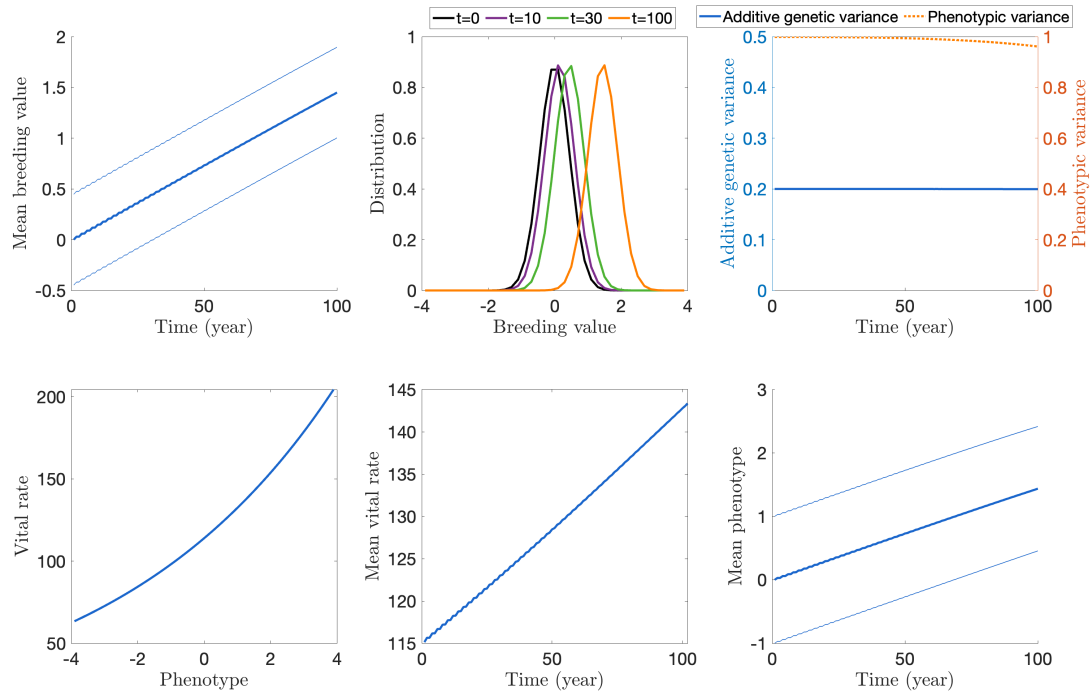 t=0 t=10 t=30 t=100
Additive genetic variance Phenotypic variance
Mean breeding value
2
1.5
1
0.5
0
-0.5
0 50 100
Time (year)
Distribution
1
0.8
0.6
0.4
0.2
0
-4 -2 0 2 4
Breeding value
Additive genetic variance
0.5
0.4
0.3
0.2
0.1
0
0 50 100
Time (year)
1
0.8
0.6
0.4
0.2
0
Phenotypic variance
Vital rate
200
150
100
50
-4 -2 0 2 4
Phenotype
Mean vital rate
145
140
135
130
125
120
115
0 50 100
Time (year)
Mean phenotype
3
2
1
0
-1
0 50 100
Time (year)